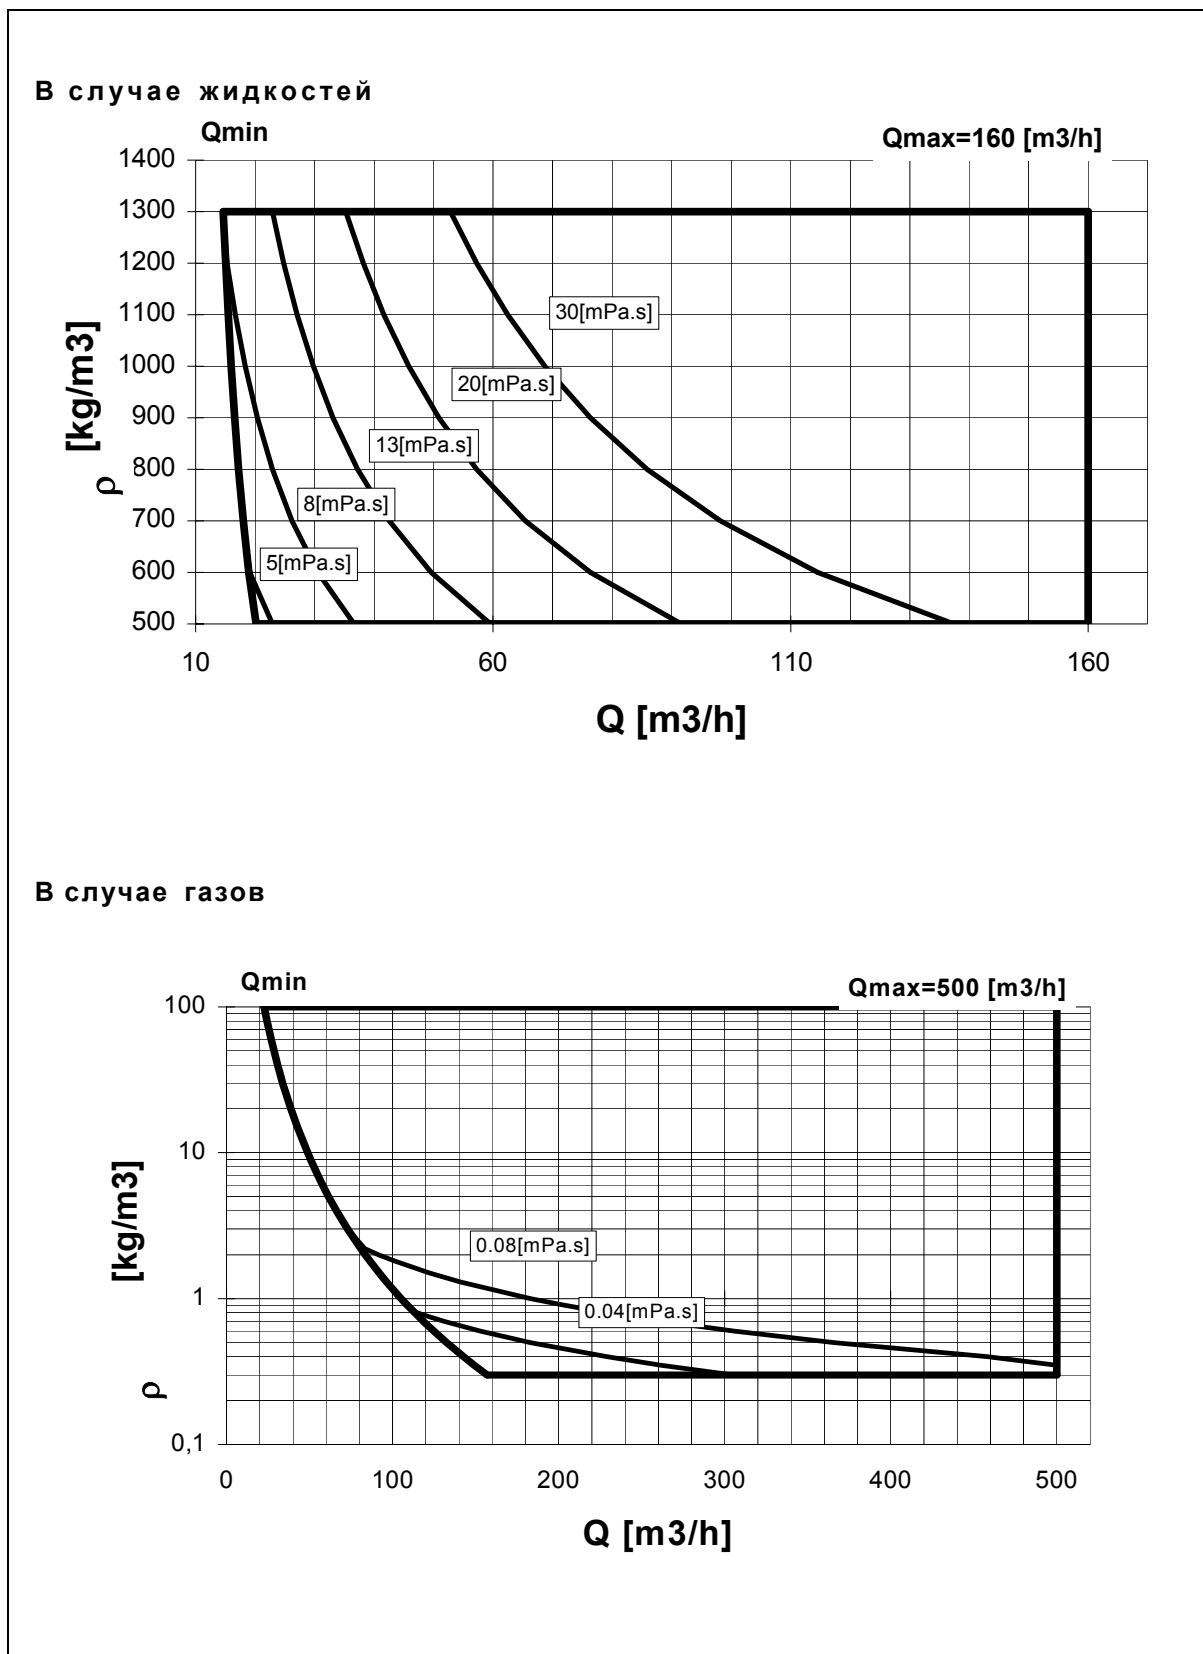 В случае жидкостей
Qmin
Qmax=160 [m3/h]
1400
1300
1200
1100
1000
900
800
700
600
500
ρ [kg/m3]
30[mPa.s]
20[mPa.s]
13[mPa.s]
8[mPa.s]
5[mPa.s]
10 60 110 160
Q [m3/h]
В случае газов
Qmin
Qmax=500 [m3/h]
100
10
1
0,1
ρ [kg/m3]
0.08[mPa.s]
0.04[mPa.s]
0 100 200 300 400 500
Q [m3/h]